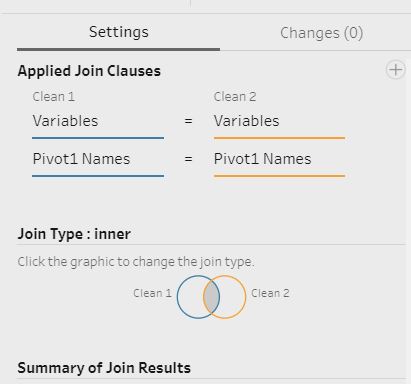 Settings
Changes (0)
Applied Join Clauses
Clean 1
Clean 2
Variables = Variables
Pivot1 Names = Pivot1 Names
Join Type : inner
Click the graphic to change the join type.
Clean 1
Clean 2
Summary of Join Results